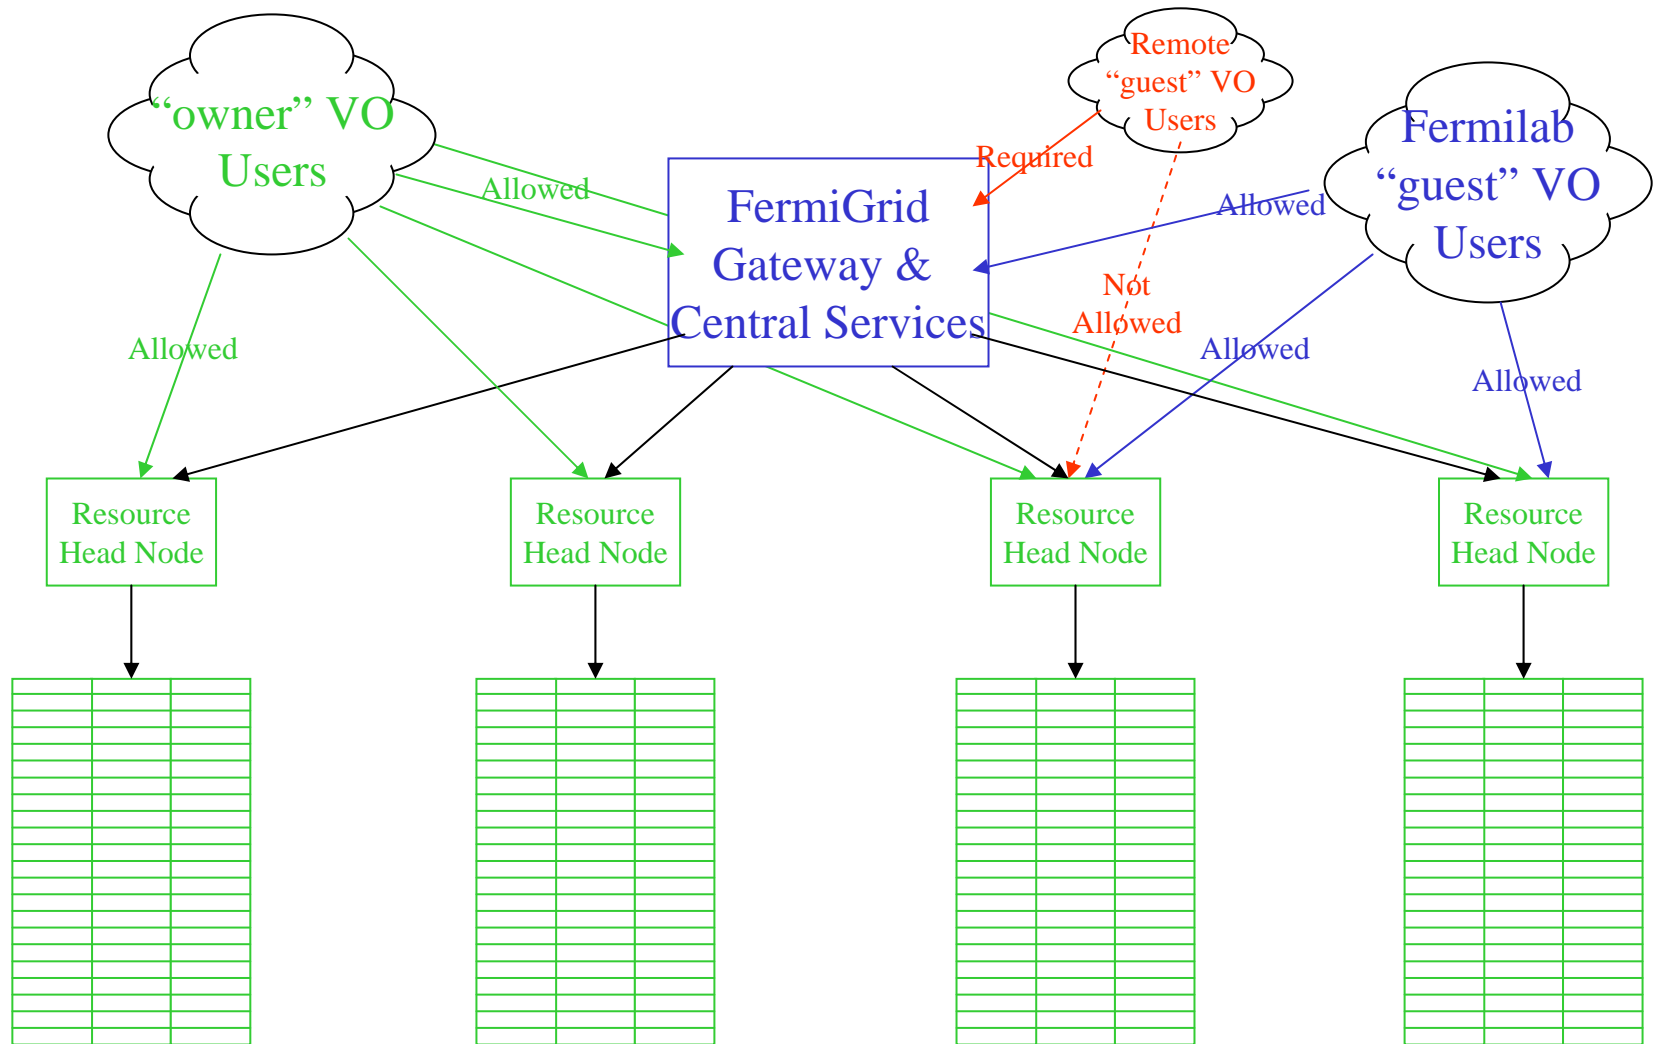 “owner” VO
Users
Remote
“guest” VO
Users
Fermilab
“guest” VO
Users
Required
Allowed
FermiGrid
Gateway &
Central Services
Allowed
Not
Allowed
Allowed
Allowed
Allowed
Resource
Head Node
Resource
Head Node
Resource
Head Node
Resource
Head Node